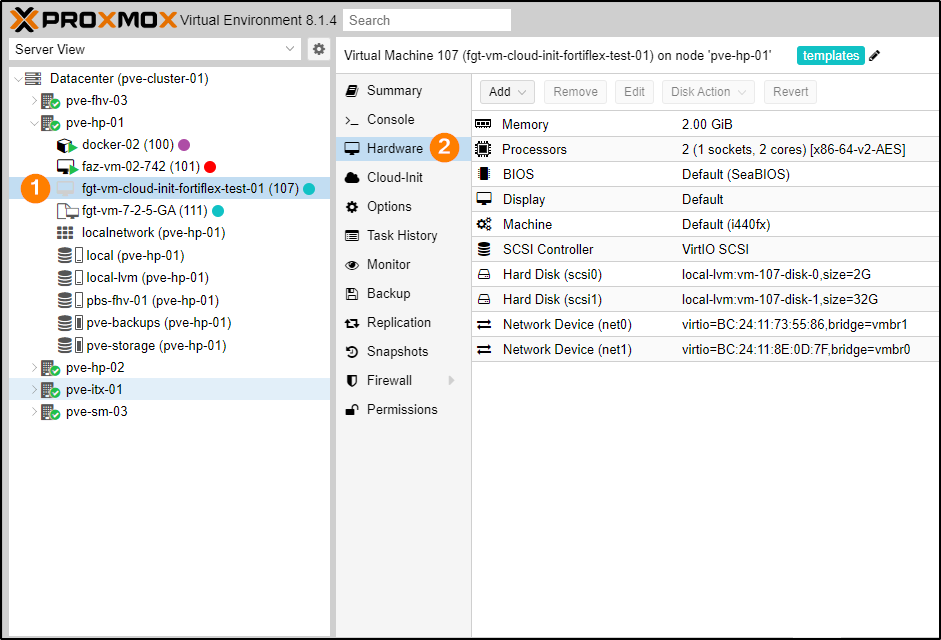 PROXMOX Virtual Environment 8.1.4 Search
Server View
Datacenter (pve-cluster-01)
pve-fhv-03
pve-hp-01
docker-02 (100)
faz-vm-02-742 (101)
1 fgt-vm-cloud-init-fortiflex-test-01 (107)
fgt-vm-7-2-5-GA (111)
localnetwork (pve-hp-01)
local (pve-hp-01)
local-lvm (pve-hp-01)
pbs-fhv-01 (pve-hp-01)
pve-backups (pve-hp-01)
pve-storage (pve-hp-01)
pve-hp-02
pve-itx-01
pve-sm-03
Virtual Machine 107 (fgt-vm-cloud-init-fortiflex-test-01) on node 'pve-hp-01' templates
Summary
Console
Hardware 2
Cloud-Init
Options
Task History
Monitor
Backup
Replication
Snapshots
Firewall
Permissions
Add Remove Edit Disk Action Revert
Memory 2.00 GiB
Processors 2 (1 sockets, 2 cores) [x86-64-v2-AES]
BIOS Default (SeaBIOS)
Display Default
Machine Default (i440fx)
SCSI Controller VirtIO SCSI
Hard Disk (scsi0) local-lvm:vm-107-disk-0,size=2G
Hard Disk (scsi1) local-lvm:vm-107-disk-1,size=32G
Network Device (net0) virtio=BC:24:11:73:55:86,bridge=vmbr1
Network Device (net1) virtio=BC:24:11:8E:0D:7F,bridge=vmbr0